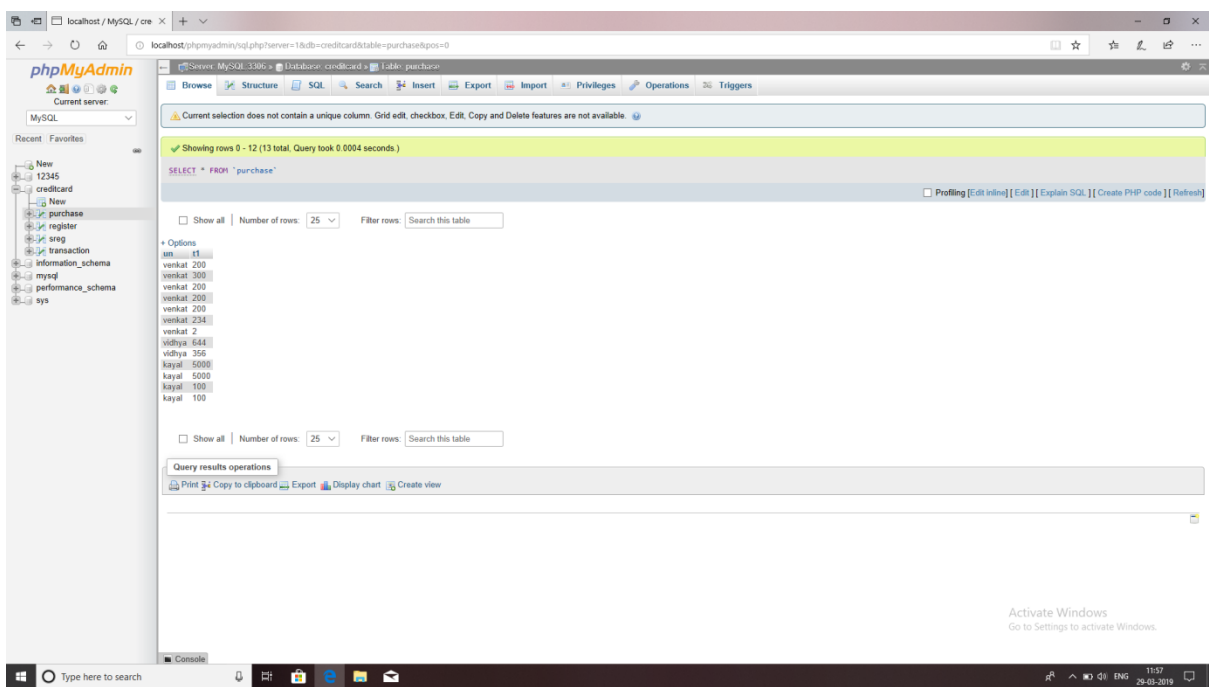 localhost / MySQL / cre
localhost/phpmyadmin/sql.php?server=1&db=creditcard&table=purchase&pos=0
phpMyAdmin
Current server:
MySQL
Recent Favorites
New
12345
creditcard
New
purchase
register
sreg
transaction
information_schema
mysql
performance_schema
sys
Server: MySQL:3306 » Database: creditcard » Table: purchase
Browse Structure SQL Search Insert Export Import Privileges Operations Triggers
Current selection does not contain a unique column. Grid edit, checkbox, Edit, Copy and Delete features are not available.
Showing rows 0 - 12 (13 total, Query took 0.0004 seconds.)
SELECT * FROM `purchase`
Profiling [Edit inline] [ Edit ] [ Explain SQL ] [ Create PHP code ] [ Refresh]
Show all Number of rows: 25 Filter rows: Search this table
+ Options
un t1
venkat 200
venkat 300
venkat 200
venkat 200
venkat 200
venkat 234
venkat 2
vidhya 644
vidhya 356
kayal 5000
kayal 5000
kayal 100
kayal 100
Show all Number of rows: 25 Filter rows: Search this table
Query results operations
Print Copy to clipboard Export Display chart Create view
Activate Windows
Go to Settings to activate Windows.
Console
Type here to search
ENG
11:57
29-03-2019